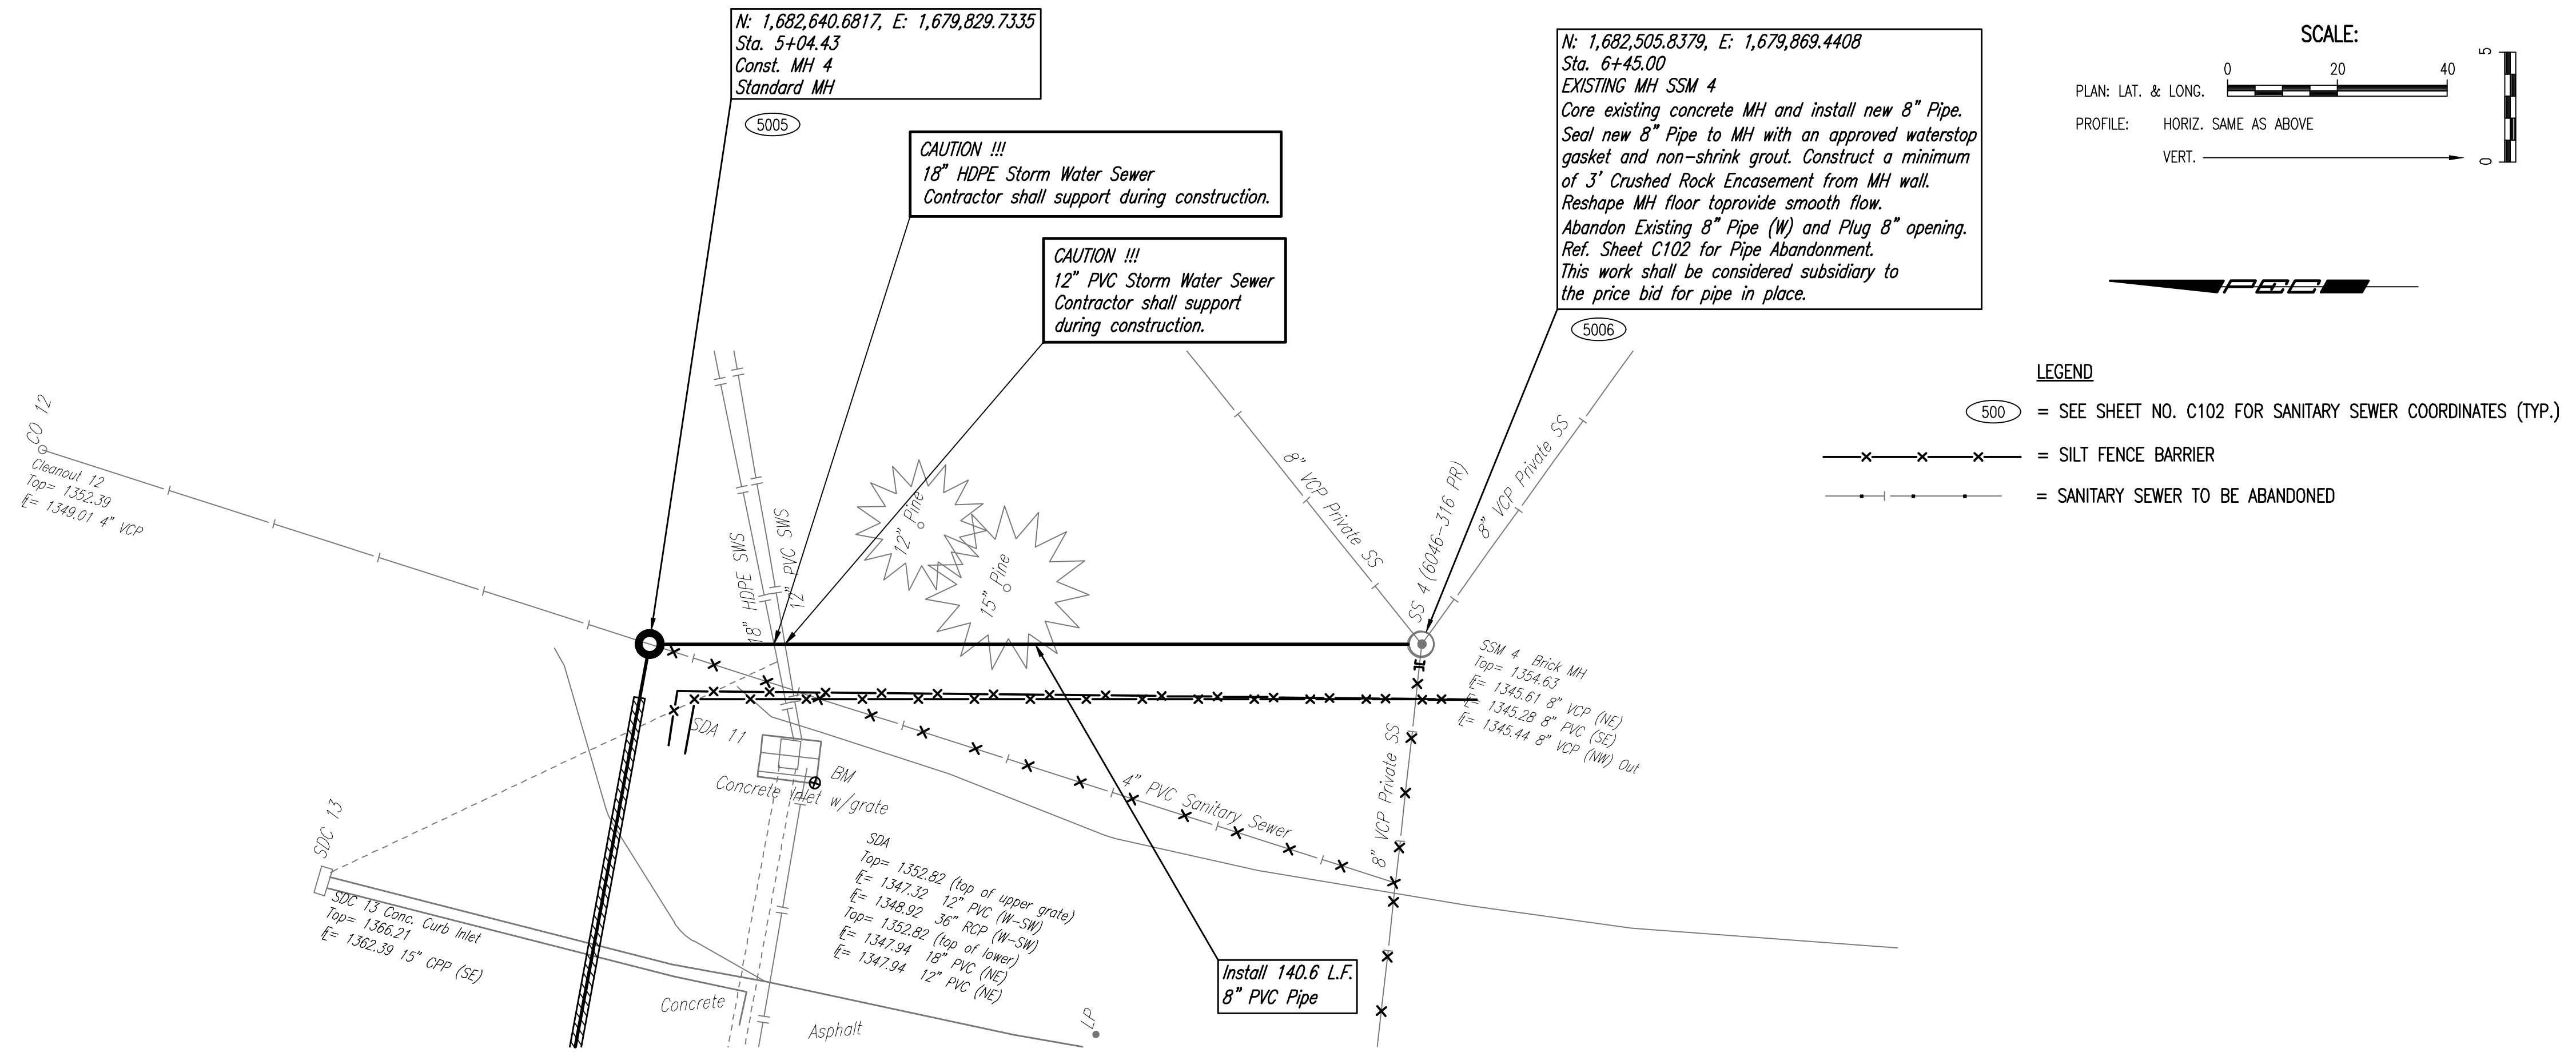 N: 1,682,640.6817, E: 1,679,829.7335
Sta. 5+04.43
Const. MH 4
Standard MH
5005
CAUTION !!!
18" HDPE Storm Water Sewer
Contractor shall support during construction.
CAUTION !!!
12" PVC Storm Water Sewer
Contractor shall support
during construction.
N: 1,682,505.8379, E: 1,679,869.4408
Sta. 6+45.00
EXISTING MH SSM 4
Core existing concrete MH and install new 8" Pipe.
Seal new 8" Pipe to MH with an approved waterstop
gasket and non-shrink grout. Construct a minimum
of 3' Crushed Rock Encasement from MH wall.
Reshape MH floor toprovide smooth flow.
Abandon Existing 8" Pipe (W) and Plug 8" opening.
Ref. Sheet C102 for Pipe Abandonment.
This work shall be considered subsidiary to
the price bid for pipe in place.
5006
SCALE:
0 20 40
PLAN: LAT. & LONG.
PROFILE: HORIZ. SAME AS ABOVE
VERT.
5
0
PEC
LEGEND
500 = SEE SHEET NO. C102 FOR SANITARY SEWER COORDINATES (TYP.)
= SILT FENCE BARRIER
= SANITARY SEWER TO BE ABANDONED
CO 12
Cleanout 12
Top= 1352.39
FL= 1349.01 4" VCP
18" HDPE SWS
12" PVC SWS
12" Pine
15" Pine
8" VCP Private SS
SS 4 (6046-316 PR)
8" VCP Private SS
SSM 4 Brick MH
Top= 1354.63
FL= 1345.61 8" VCP (NE)
FL= 1345.28 8" PVC (SE)
FL= 1345.44 8" VCP (NW) Out
8" VCP Private SS
4" PVC Sanitary Sewer
SDA 11
BM
Concrete Inlet w/grate
SDA
Top= 1352.82 (top of upper grate)
FL= 1347.32 12" PVC (W-SW)
FL= 1348.92 36" RCP (W-SW)
Top= 1352.82 (top of lower)
FL= 1347.94 18" PVC (NE)
FL= 1347.94 12" PVC (NE)
SDC 13
SDC 13 Conc. Curb Inlet
Top= 1366.21
FL= 1362.39 15" CPP (SE)
Install 140.6 L.F.
8" PVC Pipe
Concrete
Asphalt
LP